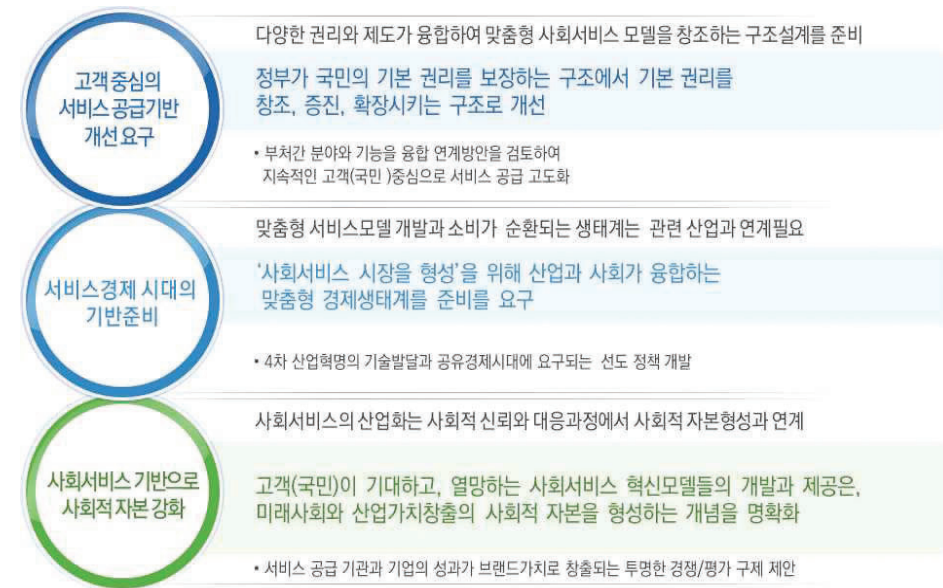 고객 중심의
서비스 공급기반
개선 요구
다양한 권리와 제도가 융합하여 맞춤형 사회서비스 모델을 창조하는 구조설계를 준비
정부가 국민의 기본 권리를 보장하는 구조에서 기본 권리를
창조, 증진, 확장시키는 구조로 개선
• 부처간 분야와 기능을 융합 연계방안을 검토하여
지속적인 고객(국민 )중심으로 서비스 공급 고도화
서비스경제 시대의
기반준비
맞춤형 서비스모델 개발과 소비가 순환되는 생태계는 관련 산업과 연계필요
'사회서비스 시장을 형성'을 위해 산업과 사회가 융합하는
맞춤형 경제생태계를 준비를 요구
• 4차 산업혁명의 기술발달과 공유경제시대에 요구되는 선도 정책 개발
사회서비스 기반으로
사회적 자본 강화
사회서비스의 산업화는 사회적 신뢰와 대응과정에서 사회적 자본형성과 연계
고객(국민)이 기대하고, 열망하는 사회서비스 혁신모델들의 개발과 제공은,
미래사회와 산업가치창출의 사회적 자본을 형성하는 개념을 명확화
• 서비스 공급 기관과 기업의 성과가 브랜드가치로 창출되는 투명한 경쟁/평가 구제 제안